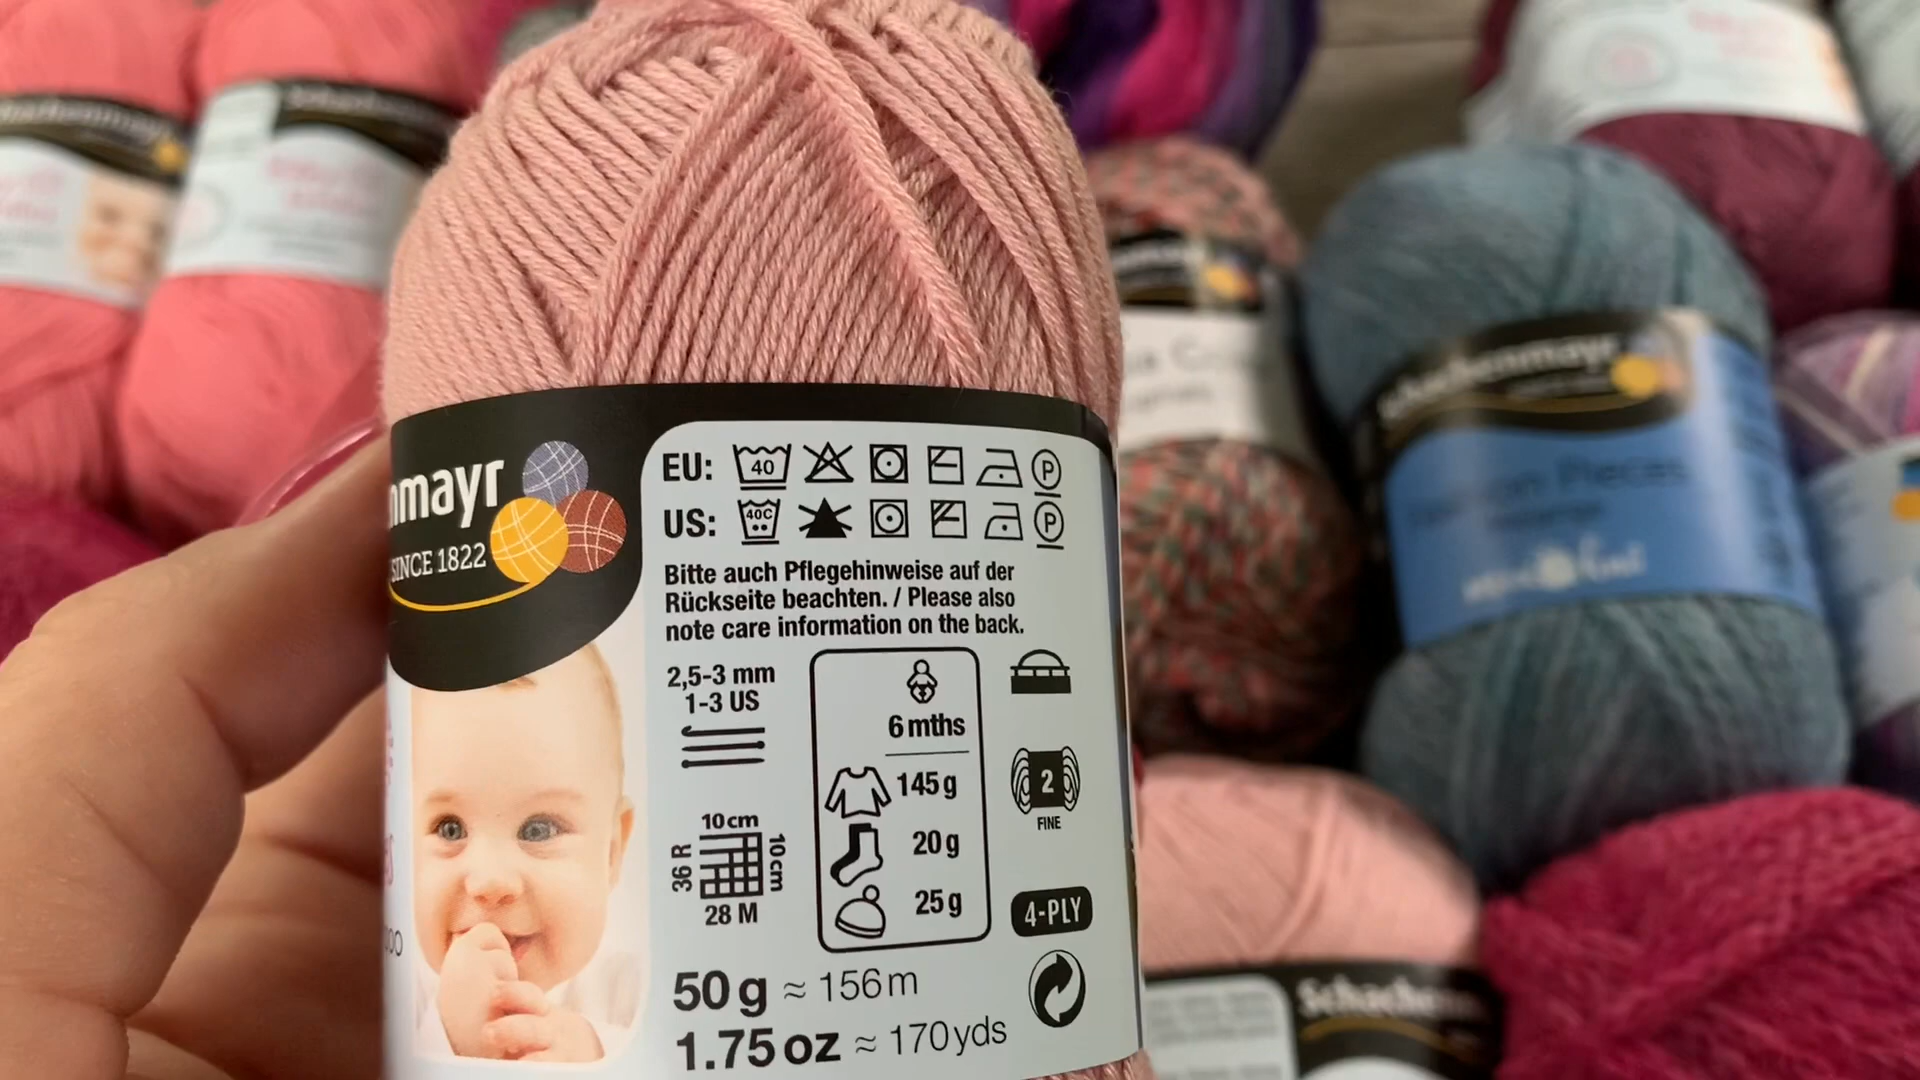 nmayr
SINCE 1822
EU: 40 P
US: 40C P
Bitte auch Pflegehinweise auf der
Rückseite beachten. / Please also
note care information on the back.
2,5-3 mm
1-3 US
6 mths
145 g
20 g
25 g
2
FINE
10 cm
10 cm
36 R
28 M
4-PLY
50 g ≈ 156 m
1.75 oz ≈ 170 yds
Schachenmayr
Schachenmayr